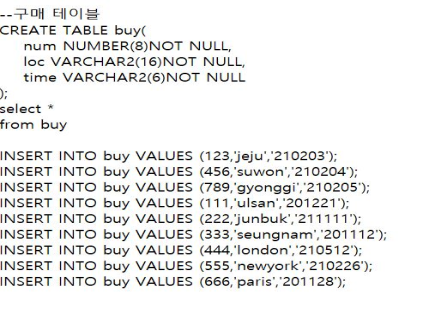 --구매 테이블
CREATE TABLE buy(
num NUMBER(8)NOT NULL,
loc VARCHAR2(16)NOT NULL,
time VARCHAR2(6)NOT NULL
);
select *
from buy
INSERT INTO buy VALUES (123,'jeju','210203');
INSERT INTO buy VALUES (456,'suwon','210204');
INSERT INTO buy VALUES (789,'gyonggi','210205');
INSERT INTO buy VALUES (111,'ulsan','201221');
INSERT INTO buy VALUES (222,'junbuk','211111');
INSERT INTO buy VALUES (333,'seungnam','201112');
INSERT INTO buy VALUES (444,'london','210512');
INSERT INTO buy VALUES (555,'newyork','210226');
INSERT INTO buy VALUES (666,'paris','201128');